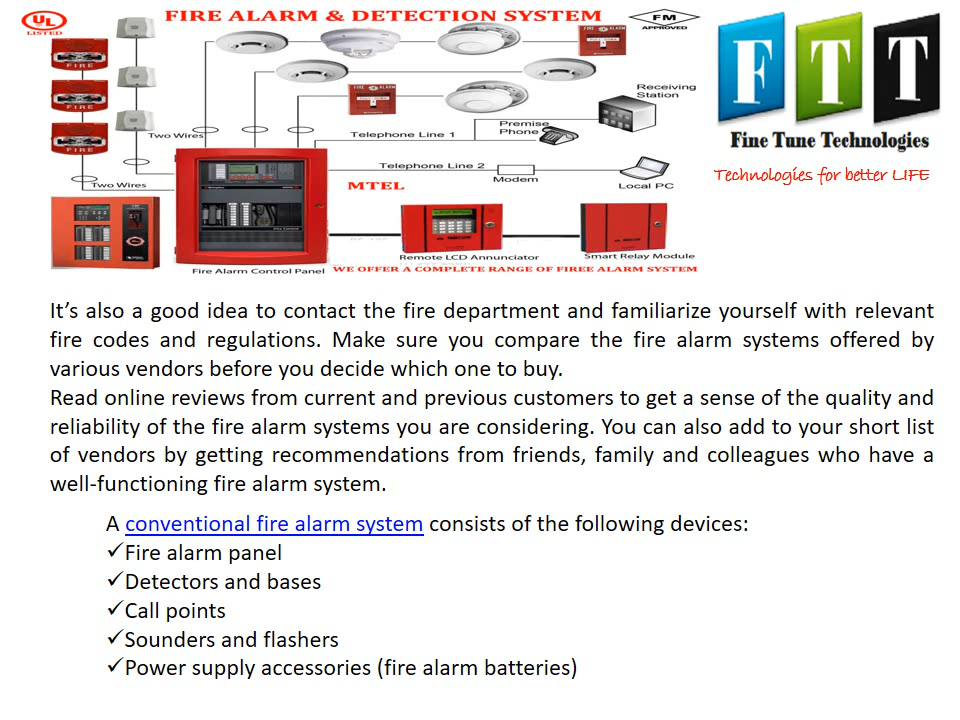 UL
LISTED
FIRE ALARM & DETECTION SYSTEM
FM
APPROVED
FIRE
FIRE
FIRE
FIRE ALARM
FIRE ALARM
Two Wires
Two Wires
Telephone Line 1
Premise
Phone
Receiving
Station
Telephone Line 2
Modem
Local PC
MTEL
Remote LCD Annunciator
Smart Relay Module
Fire Alarm Control Panel
WE OFFER A COMPLETE RANGE OF FIREE ALARM SYSTEM
FTT
Fine Tune Technologies
Technologies for better LIFE
It’s also a good idea to contact the fire department and familiarize yourself with relevant
fire codes and regulations. Make sure you compare the fire alarm systems offered by
various vendors before you decide which one to buy.
Read online reviews from current and previous customers to get a sense of the quality and
reliability of the fire alarm systems you are considering. You can also add to your short list
of vendors by getting recommendations from friends, family and colleagues who have a
well-functioning fire alarm system.
A conventional fire alarm system consists of the following devices:
✓Fire alarm panel
✓Detectors and bases
✓Call points
✓Sounders and flashers
✓Power supply accessories (fire alarm batteries)